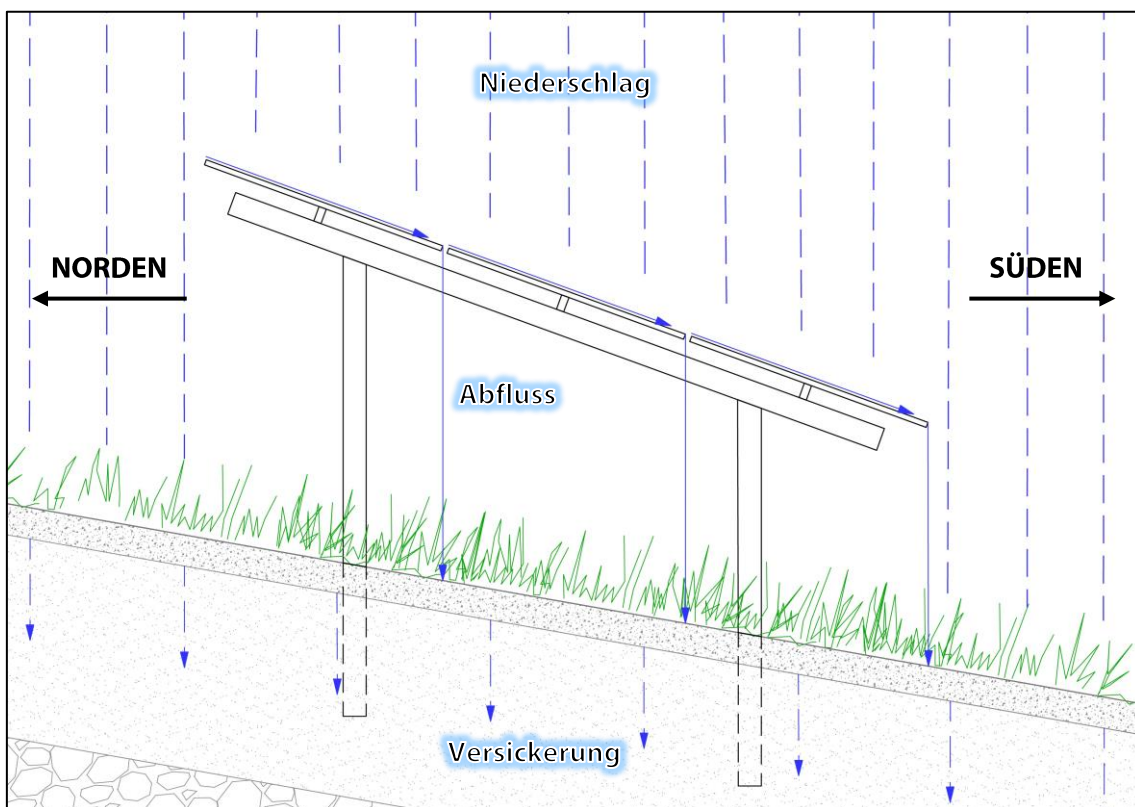 Niederschlag
NORDEN
SÜDEN
Abfluss
Versickerung